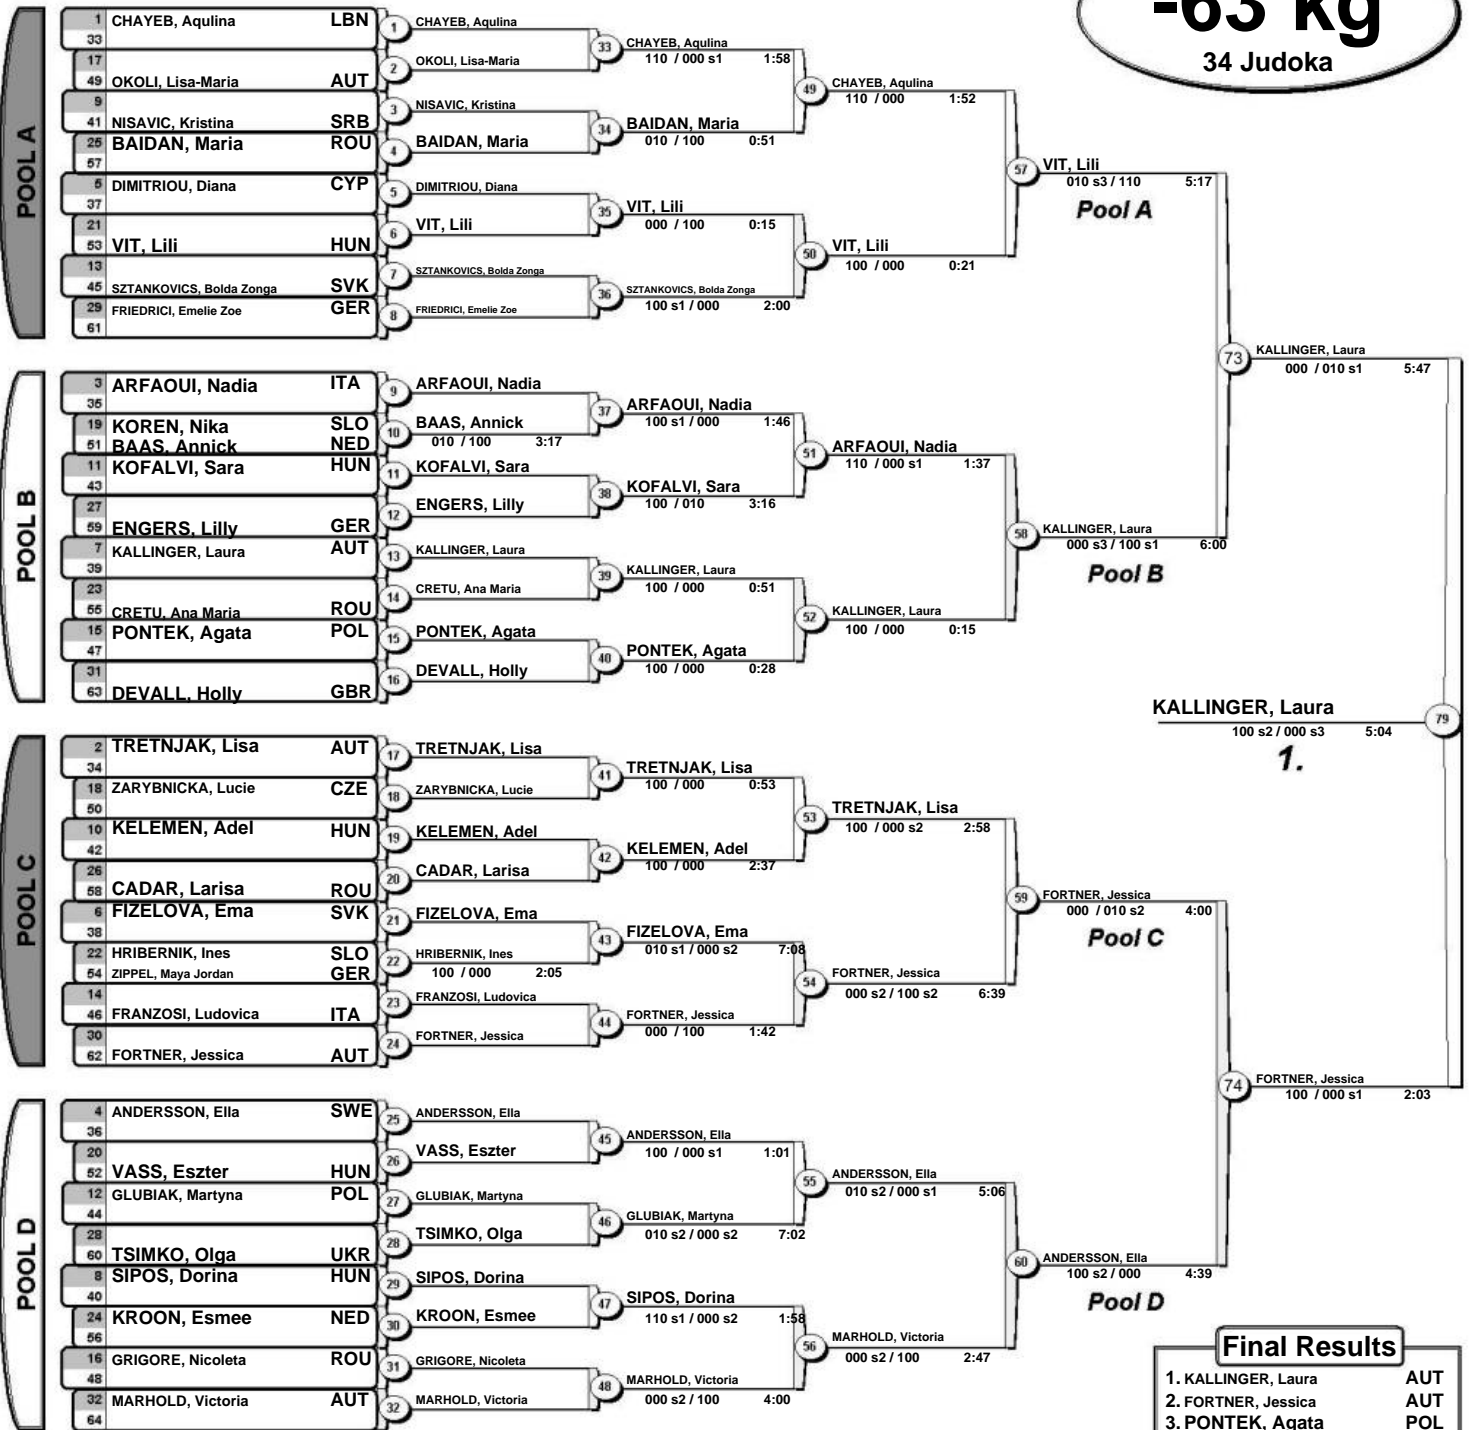 -63 kg
34 Judoka
POOL A
1 CHAYEB, Aqulina LBN
33
17
49 OKOLI, Lisa-Maria AUT
9
41 NISAVIC, Kristina SRB
25 BAIDAN, Maria ROU
57
5 DIMITRIOU, Diana CYP
37
21
53 VIT, Lili HUN
13
45 SZTANKOVICS, Bolda Zonga SVK
29 FRIEDRICI, Emelie Zoe GER
61
1 CHAYEB, Aqulina
2 OKOLI, Lisa-Maria
3 NISAVIC, Kristina
4 BAIDAN, Maria
5 DIMITRIOU, Diana
6 VIT, Lili
7 SZTANKOVICS, Bolda Zonga
8 FRIEDRICI, Emelie Zoe
33 CHAYEB, Aqulina
110 / 000 s1 1:58
34 BAIDAN, Maria
010 / 100 0:51
35 VIT, Lili
000 / 100 0:15
36 SZTANKOVICS, Bolda Zonga
100 s1 / 000 2:00
49 CHAYEB, Aqulina
110 / 000 1:52
50 VIT, Lili
100 / 000 0:21
57 VIT, Lili
010 s3 / 110 5:17
Pool A
POOL B
3 ARFAOUI, Nadia ITA
35
19 KOREN, Nika SLO
51 BAAS, Annick NED
11 KOFALVI, Sara HUN
43
27
59 ENGERS, Lilly GER
7 KALLINGER, Laura AUT
39
23
55 CRETU, Ana Maria ROU
15 PONTEK, Agata POL
47
31
63 DEVALL, Holly GBR
9 ARFAOUI, Nadia
10 BAAS, Annick
010 / 100 3:17
11 KOFALVI, Sara
12 ENGERS, Lilly
13 KALLINGER, Laura
14 CRETU, Ana Maria
15 PONTEK, Agata
16 DEVALL, Holly
37 ARFAOUI, Nadia
100 s1 / 000 1:46
38 KOFALVI, Sara
100 / 010 3:16
39 KALLINGER, Laura
100 / 000 0:51
40 PONTEK, Agata
100 / 000 0:28
51 ARFAOUI, Nadia
110 / 000 s1 1:37
52 KALLINGER, Laura
100 / 000 0:15
58 KALLINGER, Laura
000 s3 / 100 s1 6:00
Pool B
73 KALLINGER, Laura
000 / 010 s1 5:47
KALLINGER, Laura 79
100 s2 / 000 s3 5:04
1.
POOL C
2 TRETNJAK, Lisa AUT
34
18 ZARYBNICKA, Lucie CZE
50
10 KELEMEN, Adel HUN
42
26
58 CADAR, Larisa ROU
6 FIZELOVA, Ema SVK
38
22 HRIBERNIK, Ines SLO
54 ZIPPEL, Maya Jordan GER
14
46 FRANZOSI, Ludovica ITA
30
62 FORTNER, Jessica AUT
17 TRETNJAK, Lisa
18 ZARYBNICKA, Lucie
19 KELEMEN, Adel
20 CADAR, Larisa
21 FIZELOVA, Ema
22 HRIBERNIK, Ines
100 / 000 2:05
23 FRANZOSI, Ludovica
24 FORTNER, Jessica
41 TRETNJAK, Lisa
100 / 000 0:53
42 KELEMEN, Adel
100 / 000 2:37
43 FIZELOVA, Ema
010 s1 / 000 s2 7:08
44 FORTNER, Jessica
000 / 100 1:42
53 TRETNJAK, Lisa
100 / 000 s2 2:58
54 FORTNER, Jessica
000 s2 / 100 s2 6:39
59 FORTNER, Jessica
000 / 010 s2 4:00
Pool C
74 FORTNER, Jessica
100 / 000 s1 2:03
POOL D
4 ANDERSSON, Ella SWE
36
20
52 VASS, Eszter HUN
12 GLUBIAK, Martyna POL
44
28
60 TSIMKO, Olga UKR
8 SIPOS, Dorina HUN
40
24 KROON, Esmee NED
56
16 GRIGORE, Nicoleta ROU
48
32 MARHOLD, Victoria AUT
64
25 ANDERSSON, Ella
26 VASS, Eszter
27 GLUBIAK, Martyna
28 TSIMKO, Olga
29 SIPOS, Dorina
30 KROON, Esmee
31 GRIGORE, Nicoleta
32 MARHOLD, Victoria
45 ANDERSSON, Ella
100 / 000 s1 1:01
46 GLUBIAK, Martyna
010 s2 / 000 s2 7:02
47 SIPOS, Dorina
110 s1 / 000 s2 1:58
48 MARHOLD, Victoria
000 s2 / 100 4:00
55 ANDERSSON, Ella
010 s2 / 000 s1 5:06
56 MARHOLD, Victoria
000 s2 / 100 2:47
60 ANDERSSON, Ella
100 s2 / 000 4:39
Pool D
Final Results
1. KALLINGER, Laura AUT
2. FORTNER, Jessica AUT
3. PONTEK, Agata POL